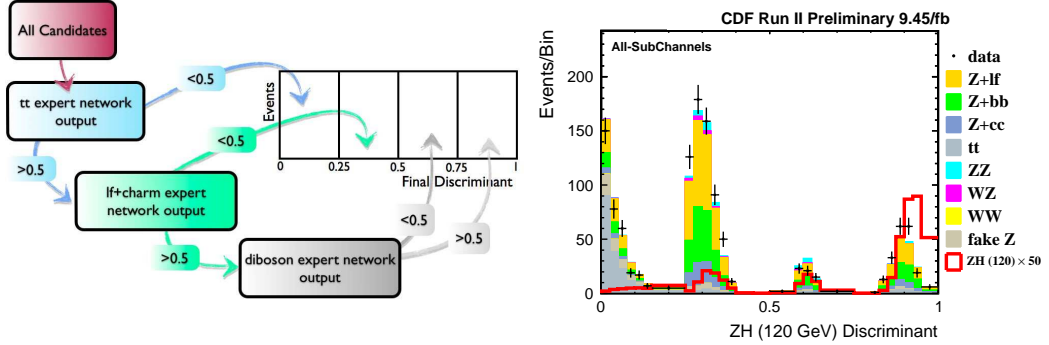 All Candidates
tt expert network
output
<0.5
>0.5
lf+charm expert
network output
<0.5
>0.5
diboson expert network
output
<0.5
>0.5
Events
0 0.25 0.5 0.75 1
Final Discriminant
CDF Run II Preliminary 9.45/fb
All-SubChannels
Events/Bin
200
150
100
50
0
0 0.5 1
ZH (120 GeV) Discriminant
data
Z+lf
Z+bb
Z+cc
tt
ZZ
WZ
WW
fake Z
ZH (120) × 50